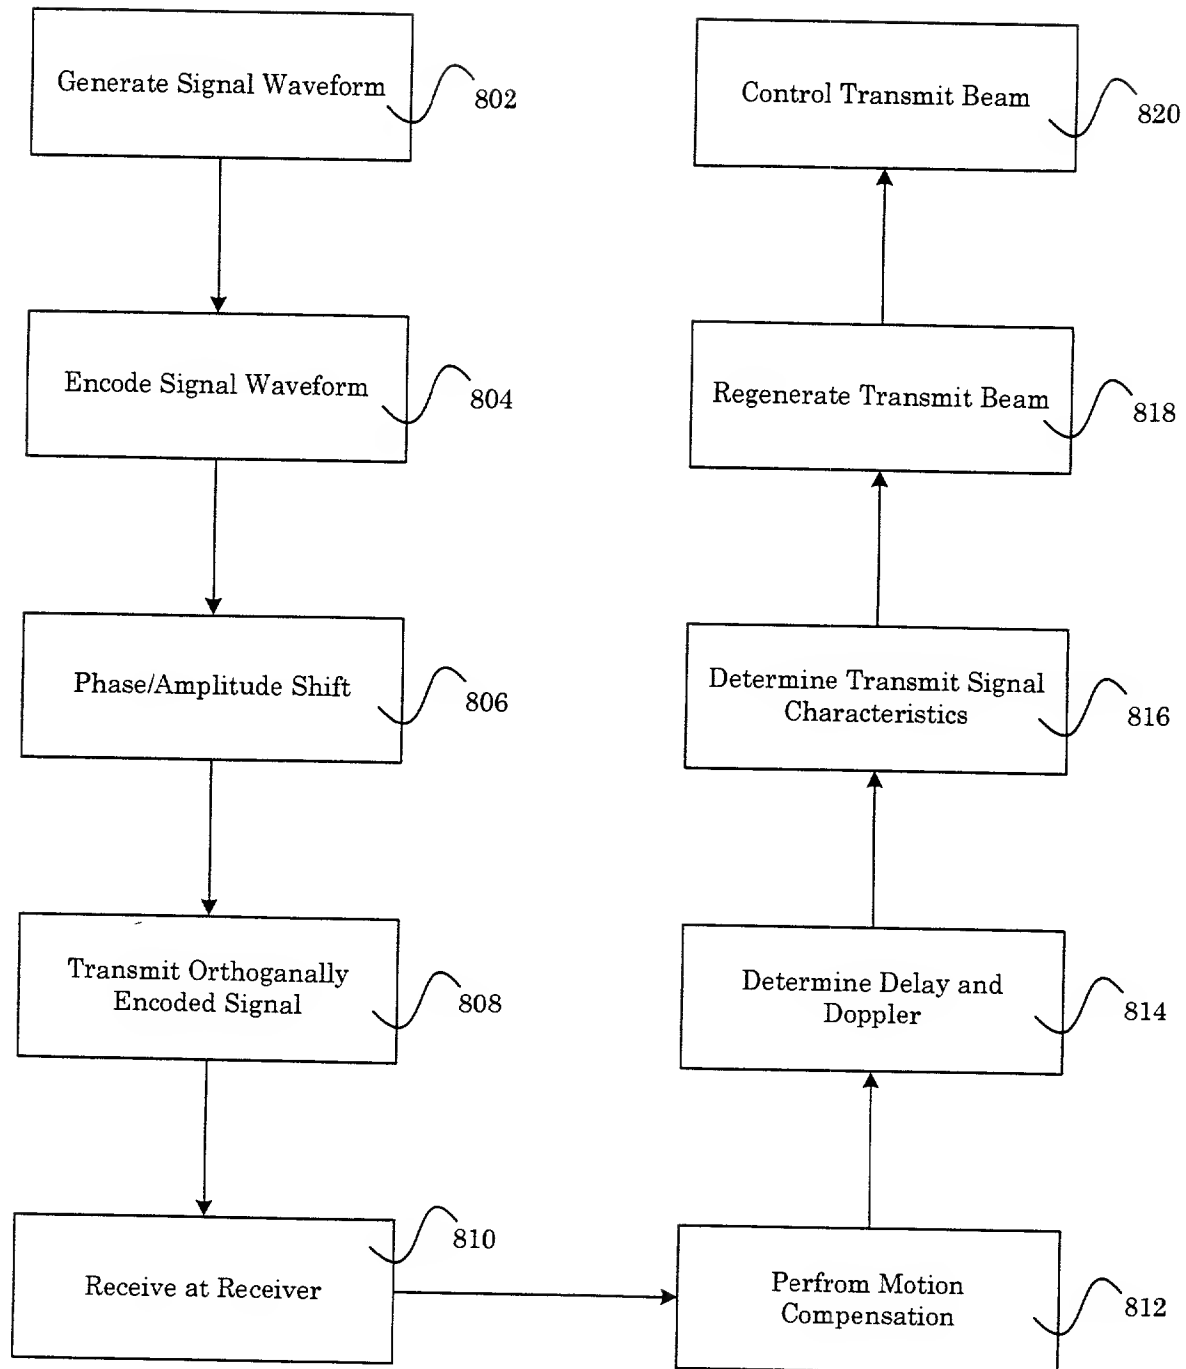 Generate Signal Waveform
802
Encode Signal Waveform
804
Phase/Amplitude Shift
806
Transmit Orthoganally
Encoded Signal
808
Receive at Receiver
810
Perfrom Motion
Compensation
812
Determine Delay and
Doppler
814
Determine Transmit Signal
Characteristics
816
Regenerate Transmit Beam
818
Control Transmit Beam
820